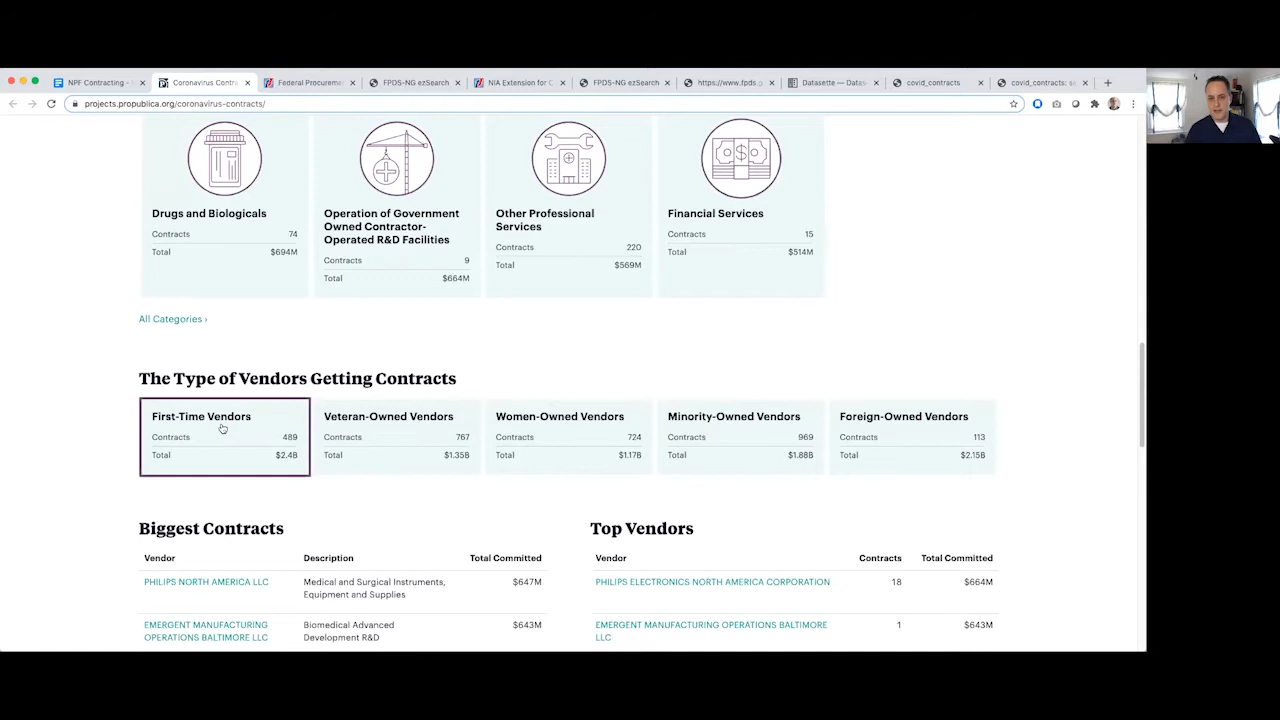 NPF Contracting -
Coronavirus Contra
Federal Procureme
FPDS-NG ezSearch
NIA Extension for C
FPDS-NG ezSearch
https://www.fpds.g
Datasette — Datas
covid_contracts
covid_contracts: s
projects.propublica.org/coronavirus-contracts/
Drugs and Biologicals
Contracts 74
Total $694M
Operation of Government
Owned Contractor-
Operated R&D Facilities
Contracts 9
Total $664M
Other Professional
Services
Contracts 220
Total $569M
Financial Services
Contracts 15
Total $514M
All Categories ›
The Type of Vendors Getting Contracts
First-Time Vendors
Contracts 489
Total $2.4B
Veteran-Owned Vendors
Contracts 767
Total $1.35B
Women-Owned Vendors
Contracts 724
Total $1.17B
Minority-Owned Vendors
Contracts 969
Total $1.88B
Foreign-Owned Vendors
Contracts 113
Total $2.15B
Biggest Contracts
Vendor Description Total Committed
PHILIPS NORTH AMERICA LLC Medical and Surgical Instruments, $647M
Equipment and Supplies
EMERGENT MANUFACTURING Biomedical Advanced $643M
OPERATIONS BALTIMORE LLC Development R&D
Top Vendors
Vendor Contracts Total Committed
PHILIPS ELECTRONICS NORTH AMERICA CORPORATION 18 $664M
EMERGENT MANUFACTURING OPERATIONS BALTIMORE 1 $643M
LLC